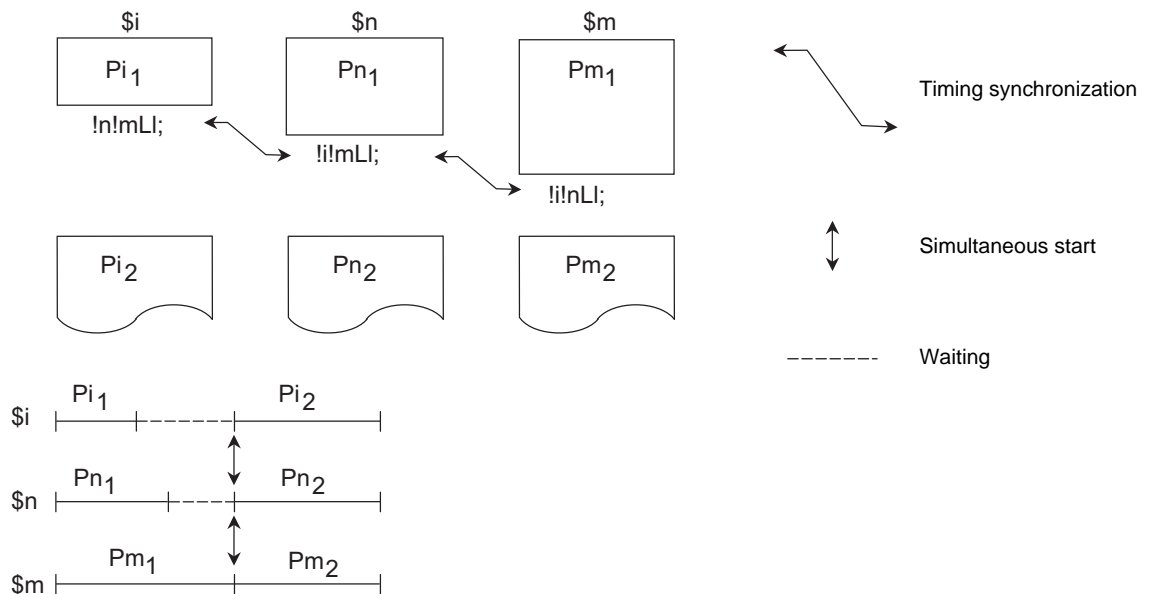 $i $n $m
Pi1 Pn1 Pm1
Timing synchronization
!n!mLl;
!i!mLl;
!i!nLl;
Simultaneous start
Pi2 Pn2 Pm2
Waiting
Pi1 Pi2
$i
Pn1 Pn2
$n
Pm1 Pm2
$m